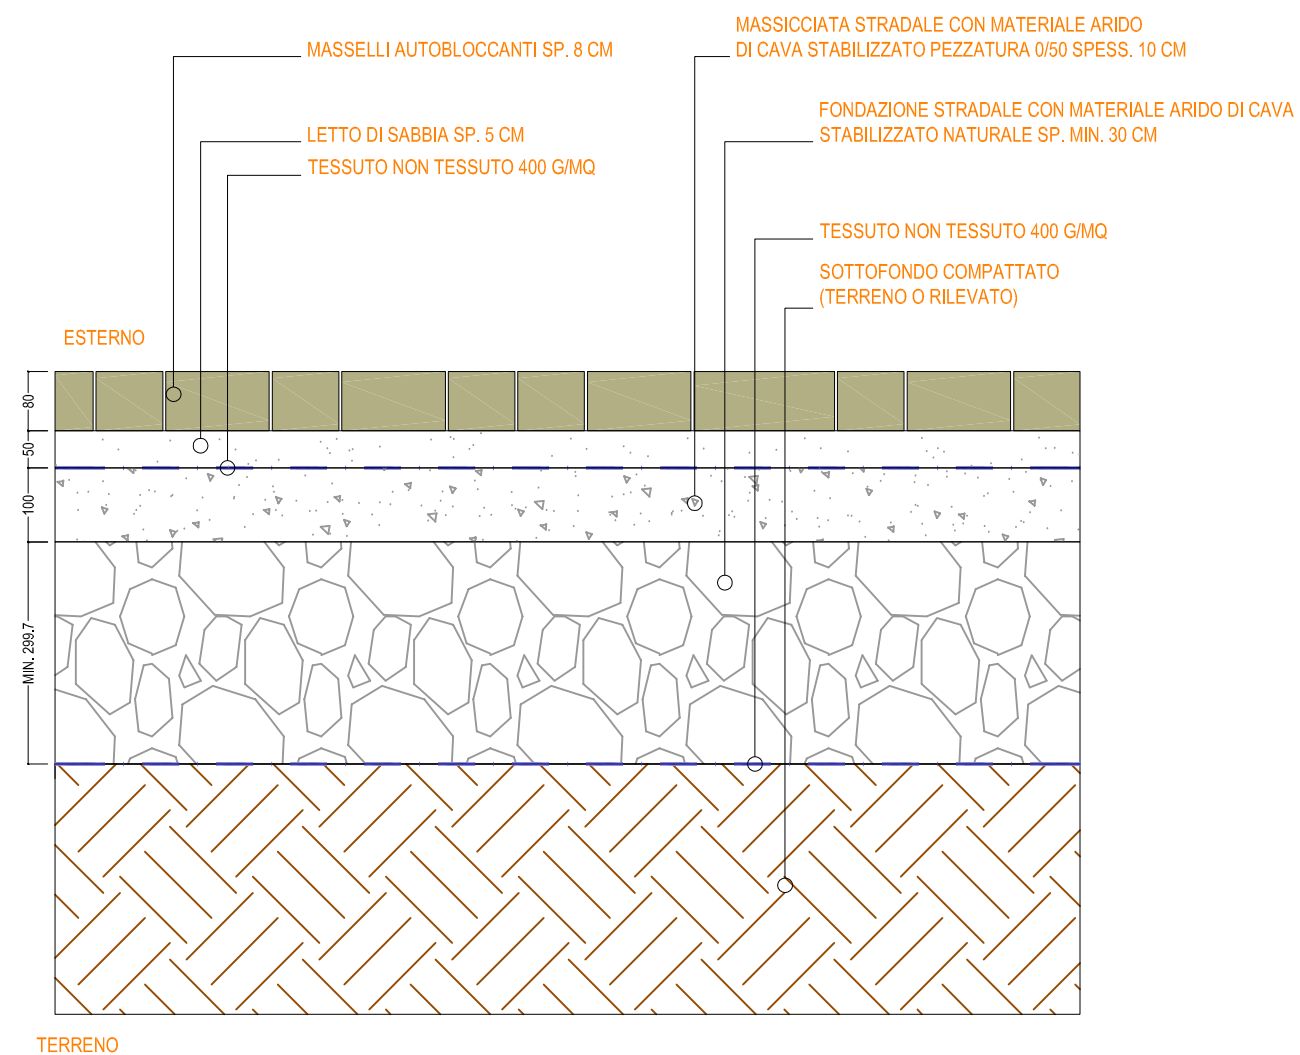 MASSICCIATA STRADALE CON MATERIALE ARIDO
DI CAVA STABILIZZATO PEZZATURA 0/50 SPESS. 10 CM
MASSELLI AUTOBLOCCANTI SP. 8 CM
FONDAZIONE STRADALE CON MATERIALE ARIDO DI CAVA
STABILIZZATO NATURALE SP. MIN. 30 CM
LETTO DI SABBIA SP. 5 CM
TESSUTO NON TESSUTO 400 G/MQ
TESSUTO NON TESSUTO 400 G/MQ
SOTTOFONDO COMPATTATO
(TERRENO O RILEVATO)
ESTERNO
80
50
100
MIN. 299.7
TERRENO